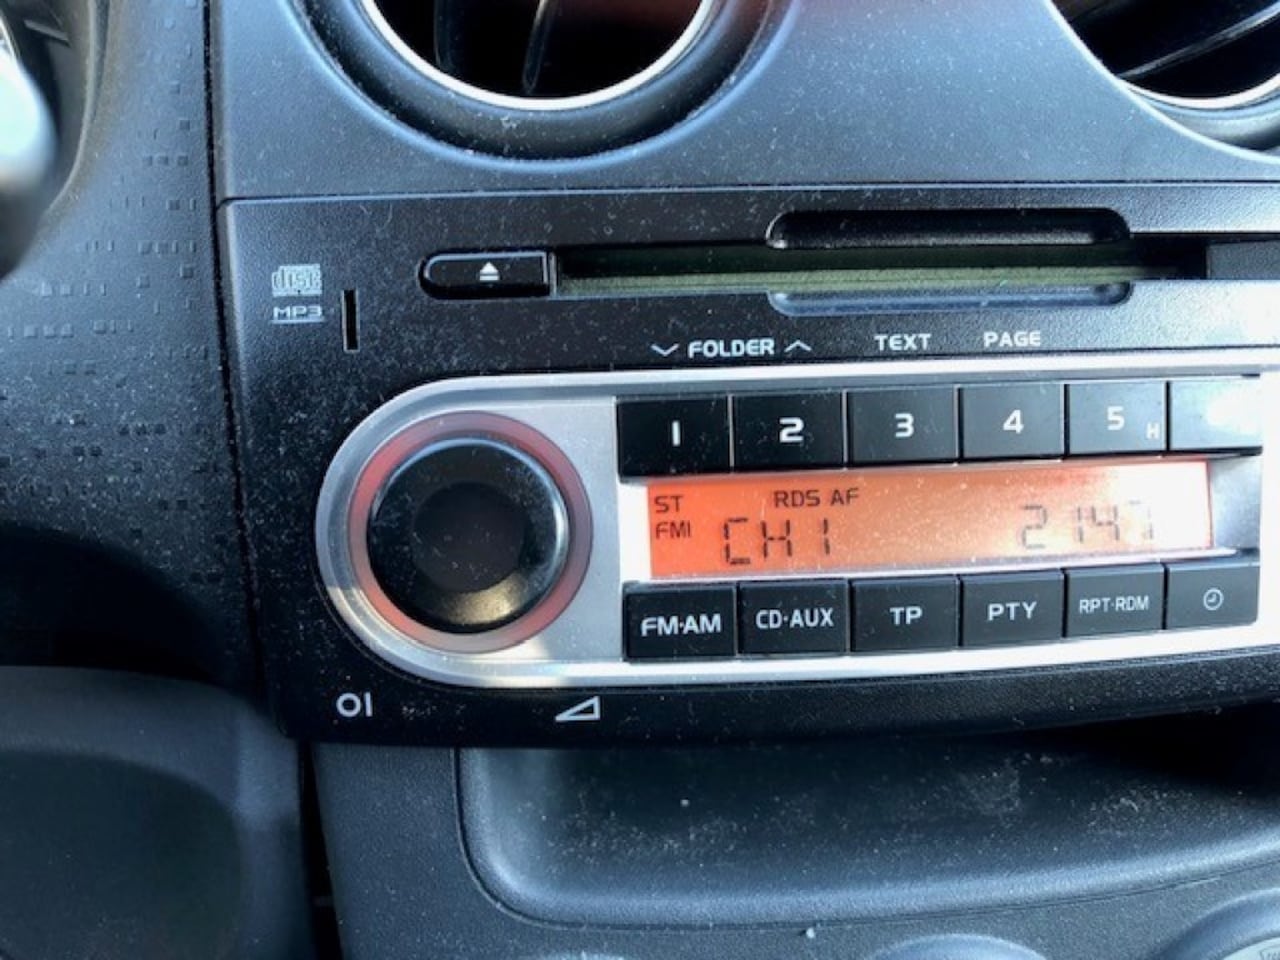 disc
MP3
FOLDER TEXT PAGE
1 2 3 4 5 H
ST RDS AF
FM1 CH1 2147
FM·AM CD·AUX TP PTY RPT·RDM